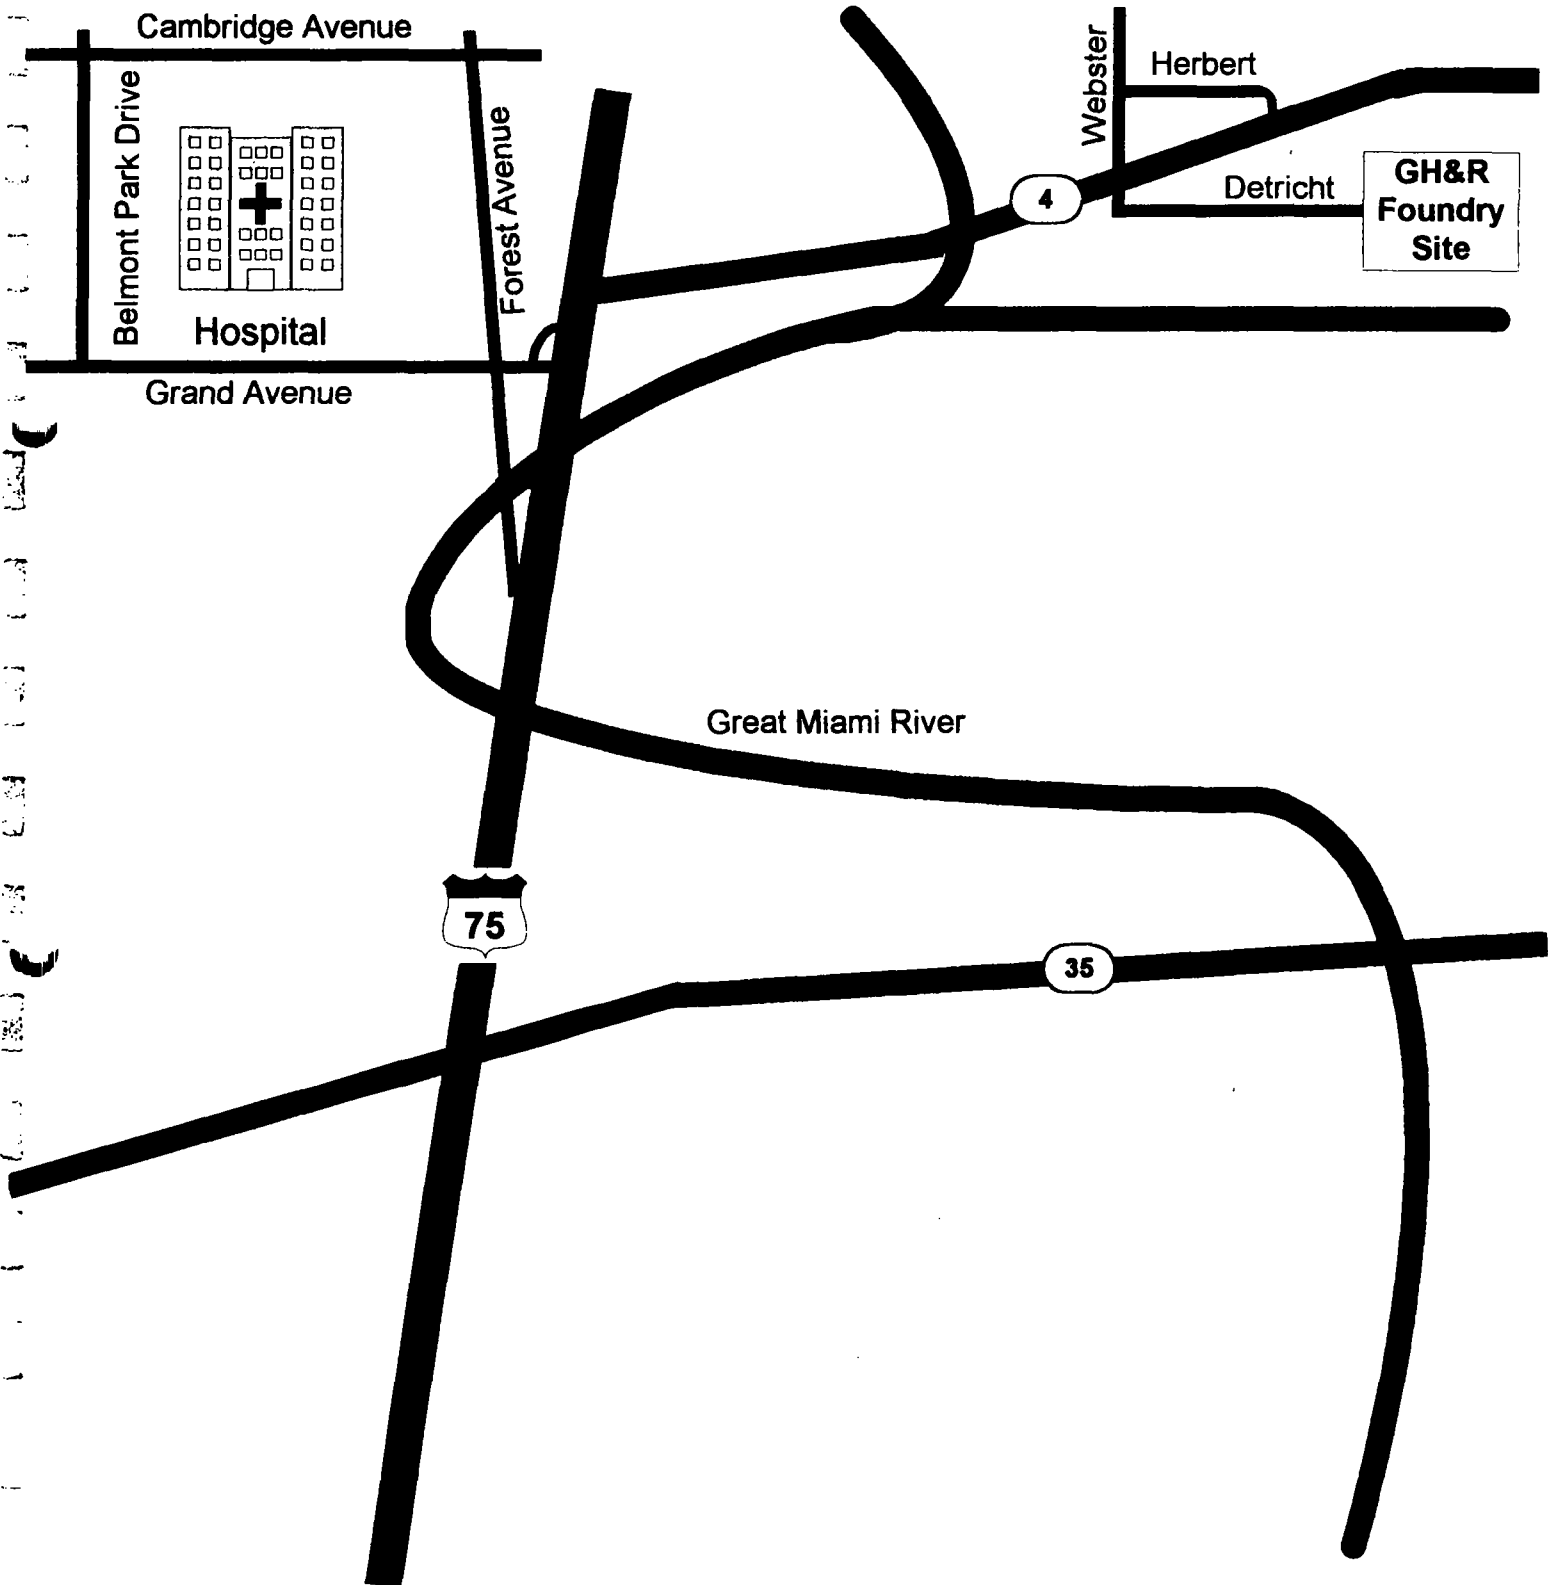 Cambridge Avenue
Belmont Park Drive
Forest Avenue
Hospital
Grand Avenue
Webster
Herbert
4
Detricht
GH&R
Foundry
Site
Great Miami River
75
35